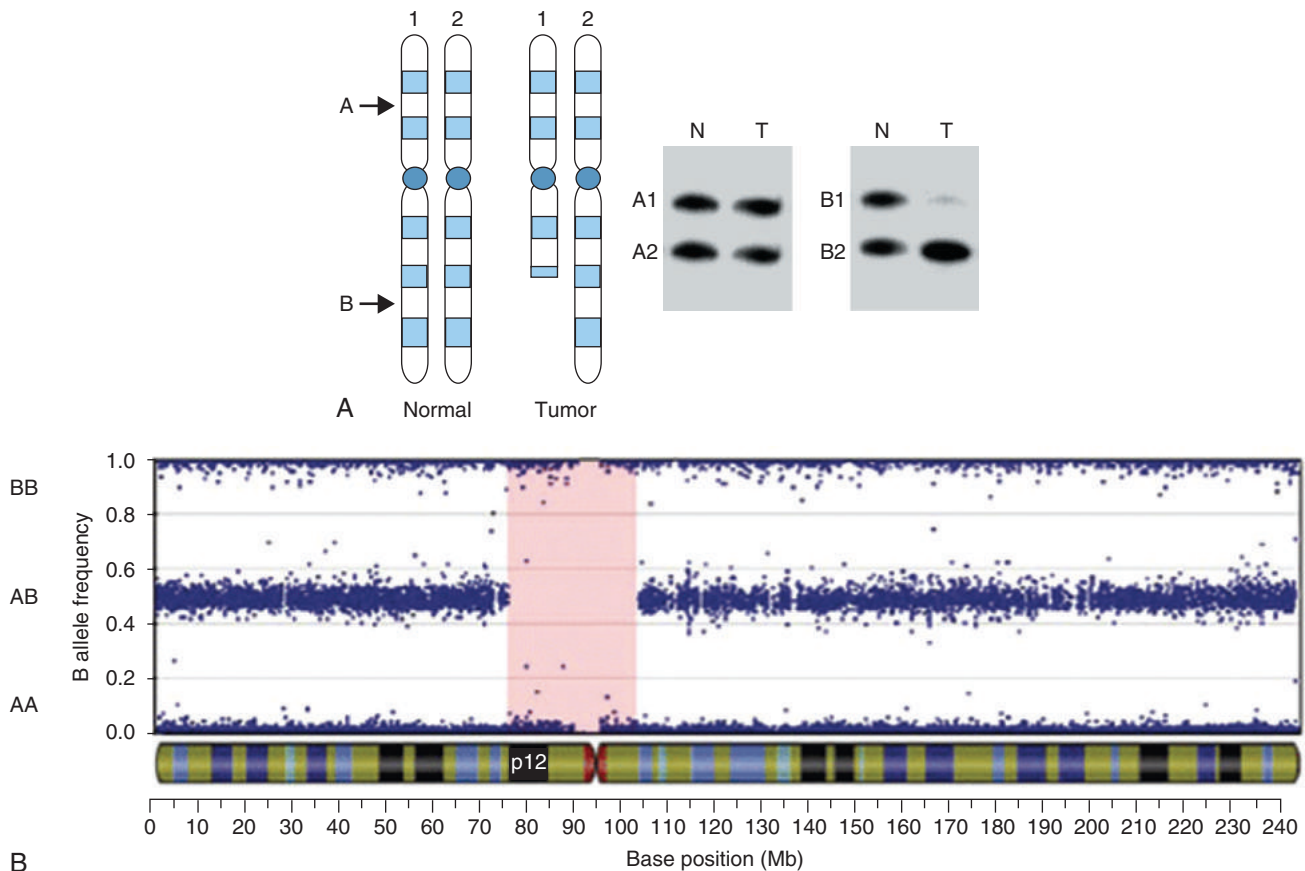 1 2 1 2
A
B
A Normal Tumor
N T
A1
A2
N T
B1
B2
BB
AB
AA
B allele frequency
1.0
0.8
0.6
0.4
0.2
0.0
p12
0 10 20 30 40 50 60 70 80 90 100 110 120 130 140 150 160 170 180 190 200 210 220 230 240
Base position (Mb)
B